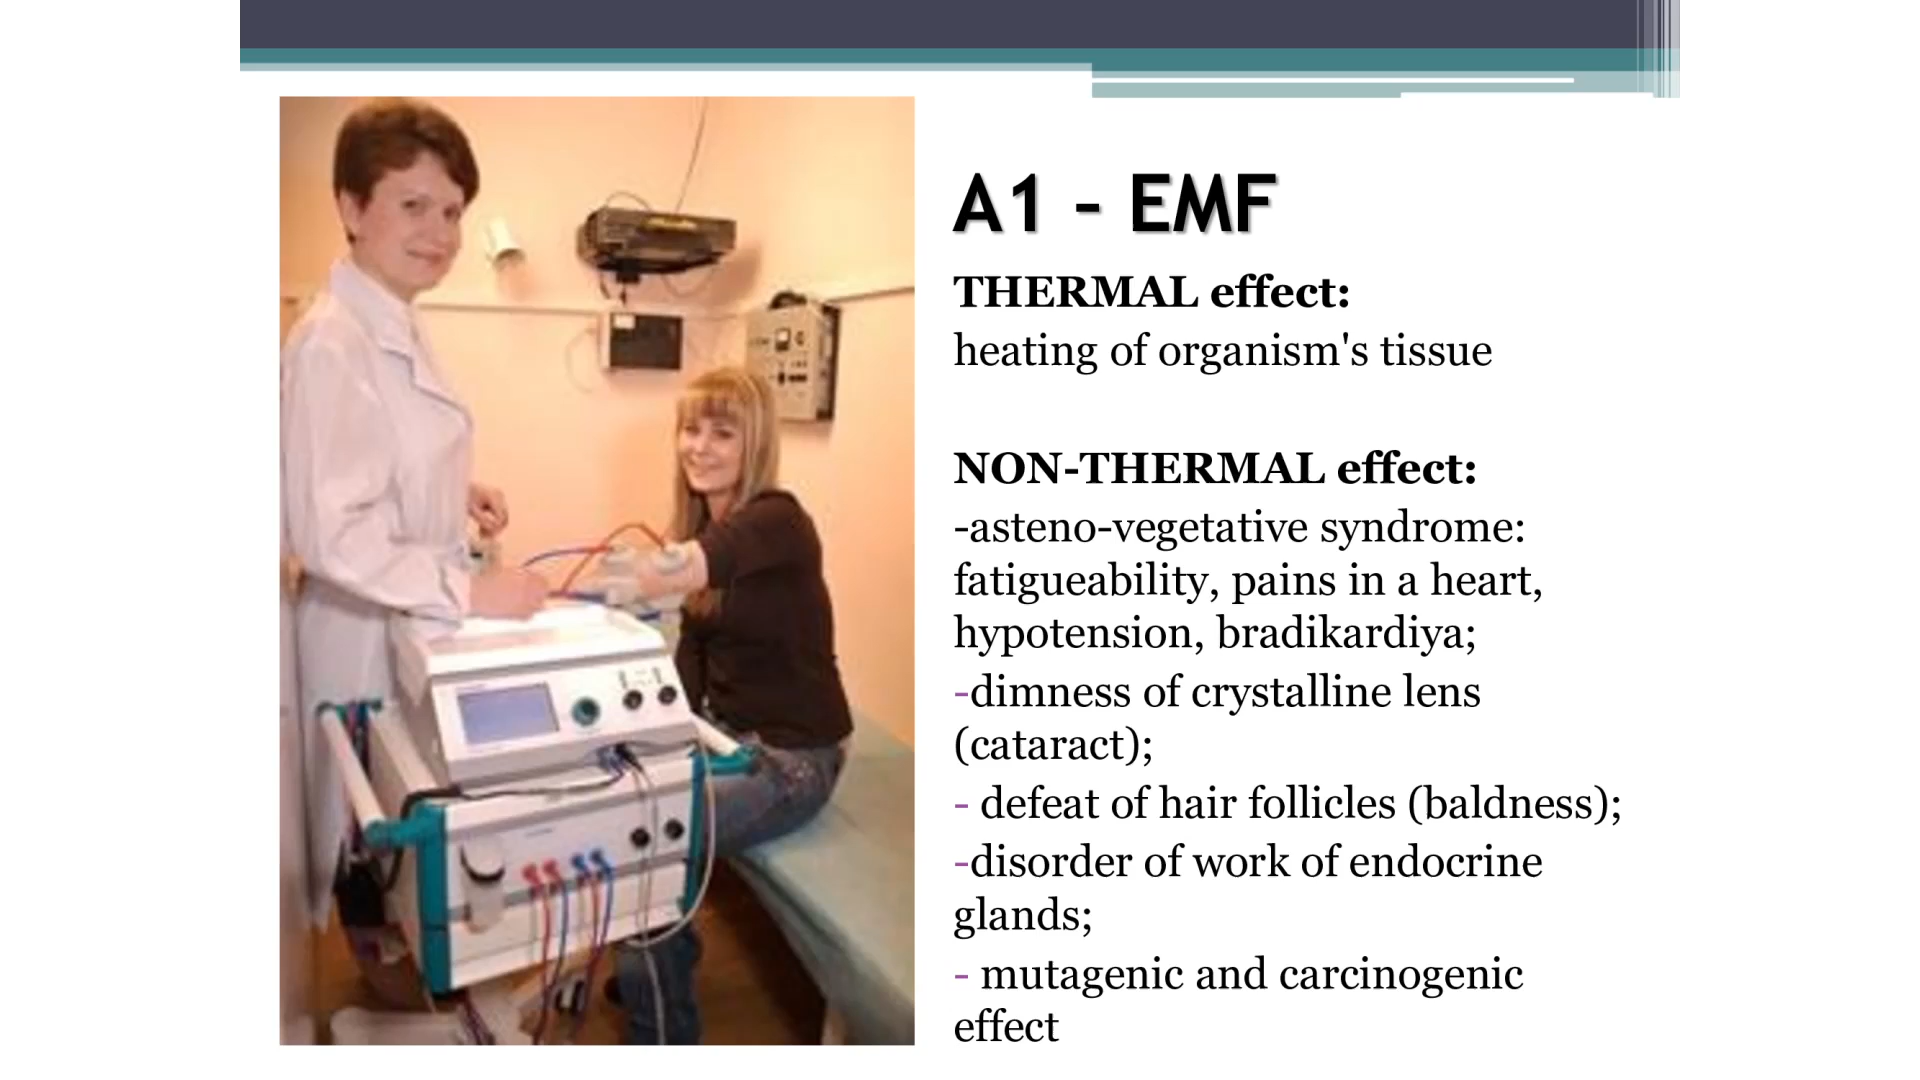 A1 – EMF
THERMAL effect:
heating of organism's tissue
NON-THERMAL effect:
-asteno-vegetative syndrome:
fatigueability, pains in a heart,
hypotension, bradikardiya;
-dimness of crystalline lens
(cataract);
- defeat of hair follicles (baldness);
-disorder of work of endocrine
glands;
- mutagenic and carcinogenic
effect